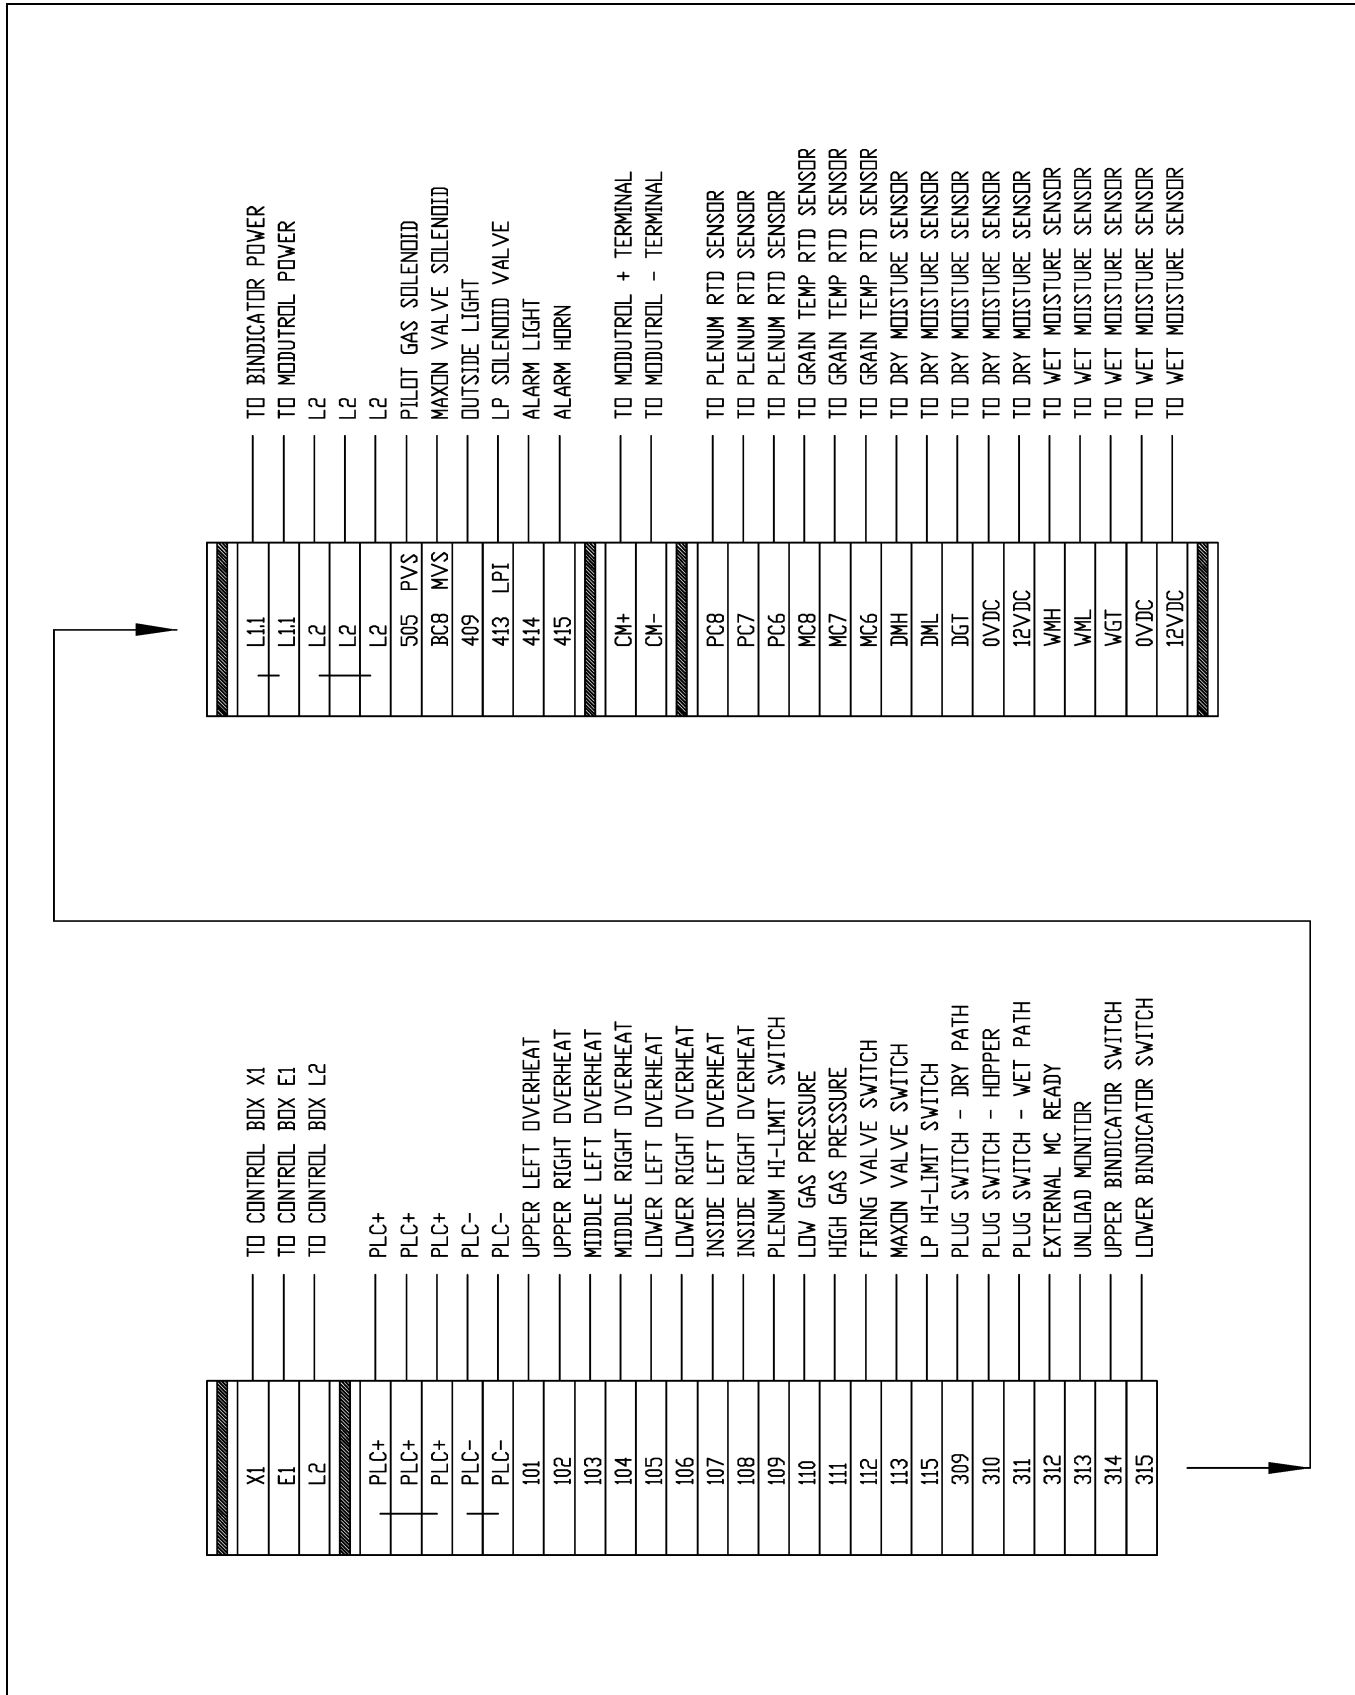 X1 TO CONTROL BOX X1
E1 TO CONTROL BOX E1
L2 TO CONTROL BOX L2
PLC+ PLC+
PLC+ PLC+
PLC+ PLC+
PLC- PLC-
PLC- PLC-
101 UPPER LEFT OVERHEAT
102 UPPER RIGHT OVERHEAT
103 MIDDLE LEFT OVERHEAT
104 MIDDLE RIGHT OVERHEAT
105 LOWER LEFT OVERHEAT
106 LOWER RIGHT OVERHEAT
107 INSIDE LEFT OVERHEAT
108 INSIDE RIGHT OVERHEAT
109 PLENUM HI-LIMIT SWITCH
110 LOW GAS PRESSURE
111 HIGH GAS PRESSURE
112 FIRING VALVE SWITCH
113 MAXON VALVE SWITCH
115 LP HI-LIMIT SWITCH
309 PLUG SWITCH - DRY PATH
310 PLUG SWITCH - HOPPER
311 PLUG SWITCH - WET PATH
312 EXTERNAL MC READY
313 UNLOAD MONITOR
314 UPPER BINDICATOR SWITCH
315 LOWER BINDICATOR SWITCH
L1.1 TO BINDICATOR POWER
L1.1 TO MODUTROL POWER
L2 L2
L2 L2
L2 L2
505 PVS PILOT GAS SOLENOID
BC8 MVS MAXON VALVE SOLENOID
409 OUTSIDE LIGHT
413 LPI LP SOLENOID VALVE
414 ALARM LIGHT
415 ALARM HORN
CM+ TO MODUTROL + TERMINAL
CM- TO MODUTROL - TERMINAL
PC8 TO PLENUM RTD SENSOR
PC7 TO PLENUM RTD SENSOR
PC6 TO PLENUM RTD SENSOR
MC8 TO GRAIN TEMP RTD SENSOR
MC7 TO GRAIN TEMP RTD SENSOR
MC6 TO GRAIN TEMP RTD SENSOR
DMH TO DRY MOISTURE SENSOR
DML TO DRY MOISTURE SENSOR
DGT TO DRY MOISTURE SENSOR
0VDC TO DRY MOISTURE SENSOR
12VDC TO DRY MOISTURE SENSOR
WMH TO WET MOISTURE SENSOR
WML TO WET MOISTURE SENSOR
WGT TO WET MOISTURE SENSOR
0VDC TO WET MOISTURE SENSOR
12VDC TO WET MOISTURE SENSOR